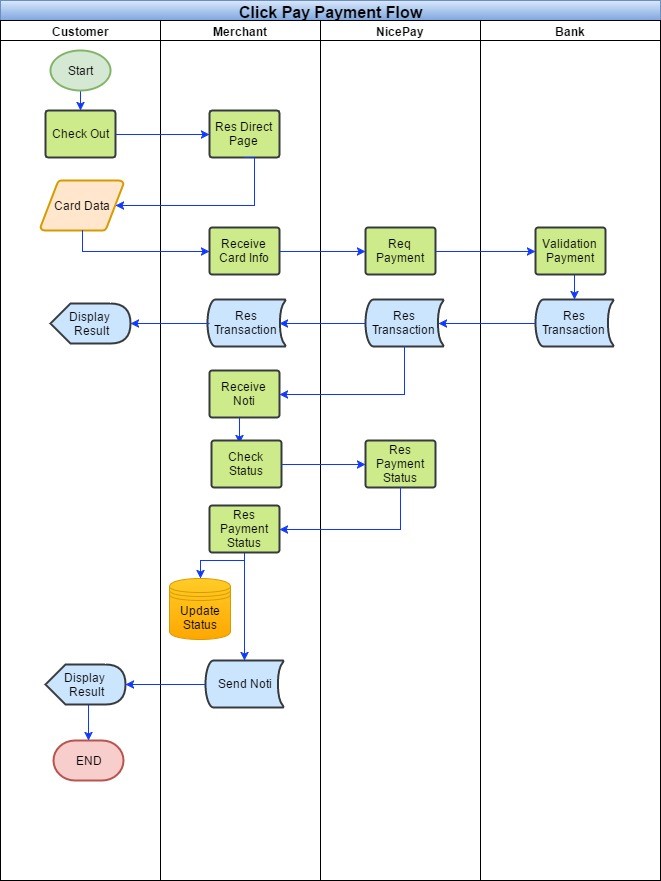 Click Pay Payment Flow
Customer
Merchant
NicePay
Bank
Start
Check Out
Res Direct
Page
Card Data
Receive
Card Info
Req
Payment
Validation
Payment
Display
Result
Res
Transaction
Res
Transaction
Res
Transaction
Receive
Noti
Check
Status
Res
Payment
Status
Res
Payment
Status
Update
Status
Display
Result
Send Noti
END